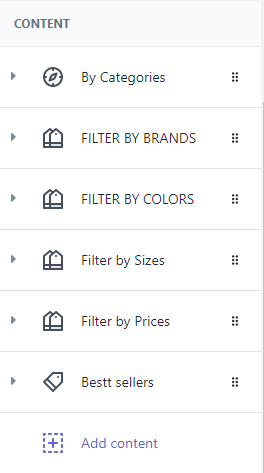 CONTENT
By Categories
FILTER BY BRANDS
FILTER BY COLORS
Filter by Sizes
Filter by Prices
Bestt sellers
Add content